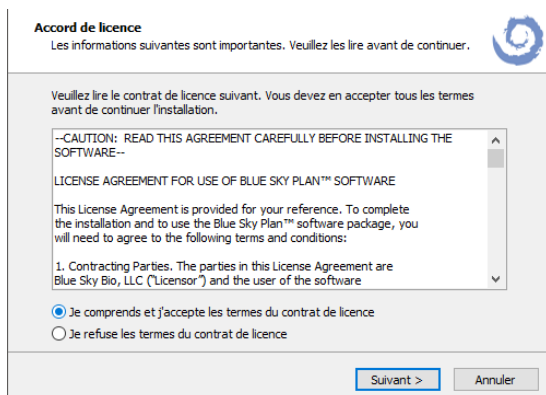 Accord de licence
Les informations suivantes sont importantes. Veuillez les lire avant de continuer.
Veuillez lire le contrat de licence suivant. Vous devez en accepter tous les termes
avant de continuer l'installation.
--CAUTION:  READ THIS AGREEMENT CAREFULLY BEFORE INSTALLING THE
SOFTWARE--
LICENSE AGREEMENT FOR USE OF BLUE SKY PLAN™ SOFTWARE
This License Agreement is provided for your reference. To complete
the installation and to use the Blue Sky Plan™ software package, you
will need to agree to the following terms and conditions:
1. Contracting Parties. The parties in this License Agreement are
Blue Sky Bio, LLC ("Licensor") and the user of the software
Je comprends et j'accepte les termes du contrat de licence
Je refuse les termes du contrat de licence
Suivant >
Annuler